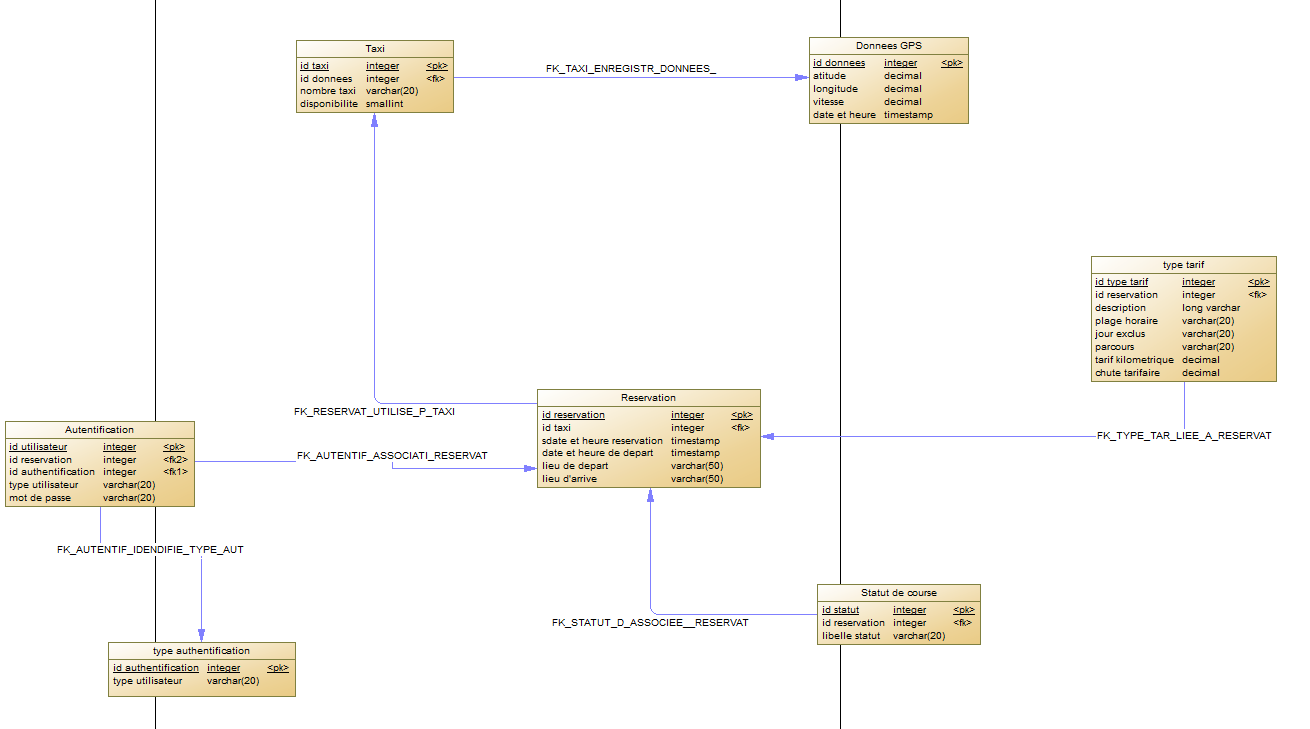 Taxi
id taxi integer <pk>
id donnees integer <fk>
nombre taxi varchar(20)
disponibilite smallint
FK_TAXI_ENREGISTR_DONNEES_
Donnees GPS
id donnees integer <pk>
atitude decimal
longitude decimal
vitesse decimal
date et heure timestamp
type tarif
id type tarif integer <pk>
id reservation integer <fk>
description long varchar
plage horaire varchar(20)
jour exclus varchar(20)
parcours varchar(20)
tarif kilometrique decimal
chute tarifaire decimal
FK_RESERVAT_UTILISE_P_TAXI
Reservation
id reservation integer <pk>
id taxi integer <fk>
sdate et heure reservation timestamp
date et heure de depart timestamp
lieu de depart varchar(50)
lieu d'arrive varchar(50)
FK_TYPE_TAR_LIEE_A_RESERVAT
Autentification
id utilisateur integer <pk>
id reservation integer <fk2>
id authentification integer <fk1>
type utilisateur varchar(20)
mot de passe varchar(20)
FK_AUTENTIF_ASSOCIATI_RESERVAT
FK_AUTENTIF_IDENDIFIE_TYPE_AUT
Statut de course
id statut integer <pk>
id reservation integer <fk>
libelle statut varchar(20)
FK_STATUT_D_ASSOCIEE__RESERVAT
type authentification
id authentification integer <pk>
type utilisateur varchar(20)